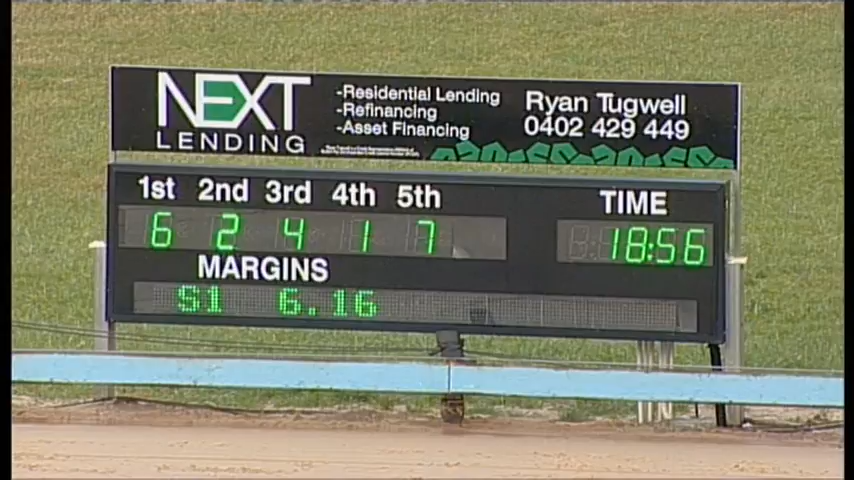 NEXT
LENDING
-Residential Lending
-Refinancing
-Asset Financing
Ryan Tugwell
0402 429 449
1st 2nd 3rd 4th 5th TIME
6 2 4 1 7 18:56
MARGINS
S1 6.16